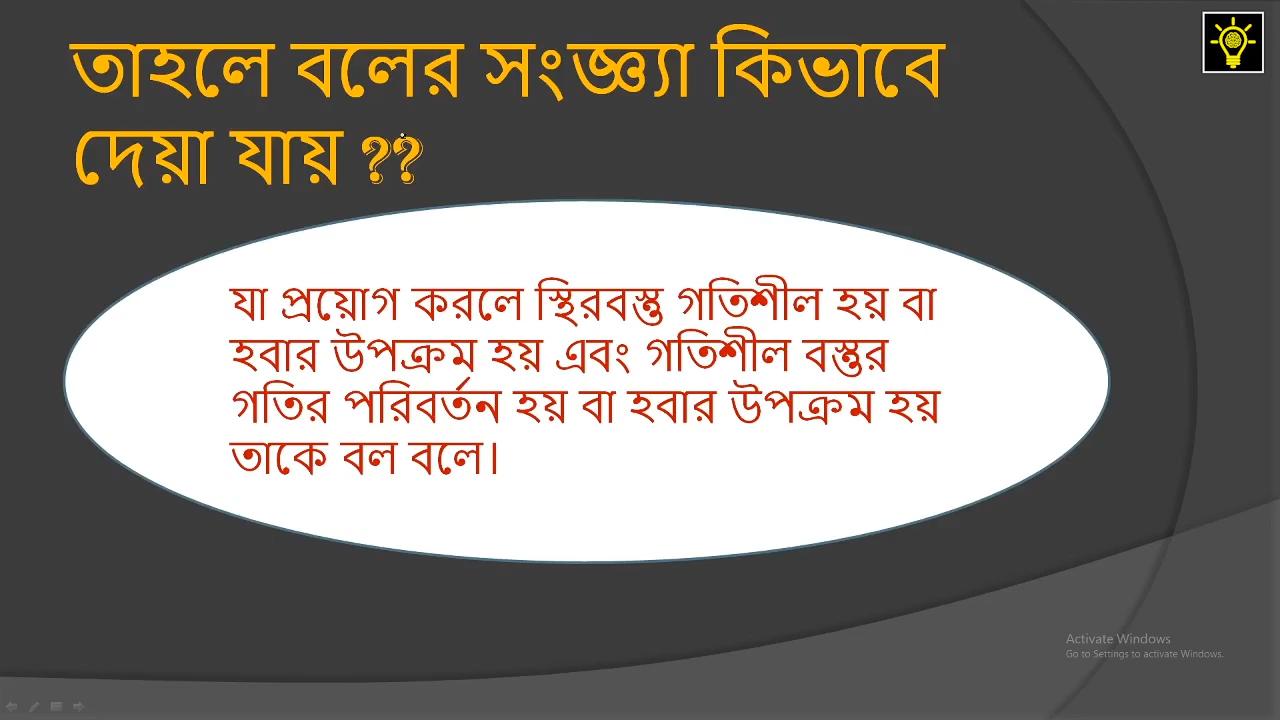 তাহলে বলের সংজ্ঞ্যা কিভাবে
দেয়া যায় ??
যা প্রয়োগ করলে স্থিরবস্তু গতিশীল হয় বা
হবার উপক্রম হয় এবং গতিশীল বস্তুর
গতির পরিবর্তন হয় বা হবার উপক্রম হয়
তাকে বল বলে।
Activate Windows
Go to Settings to activate Windows.